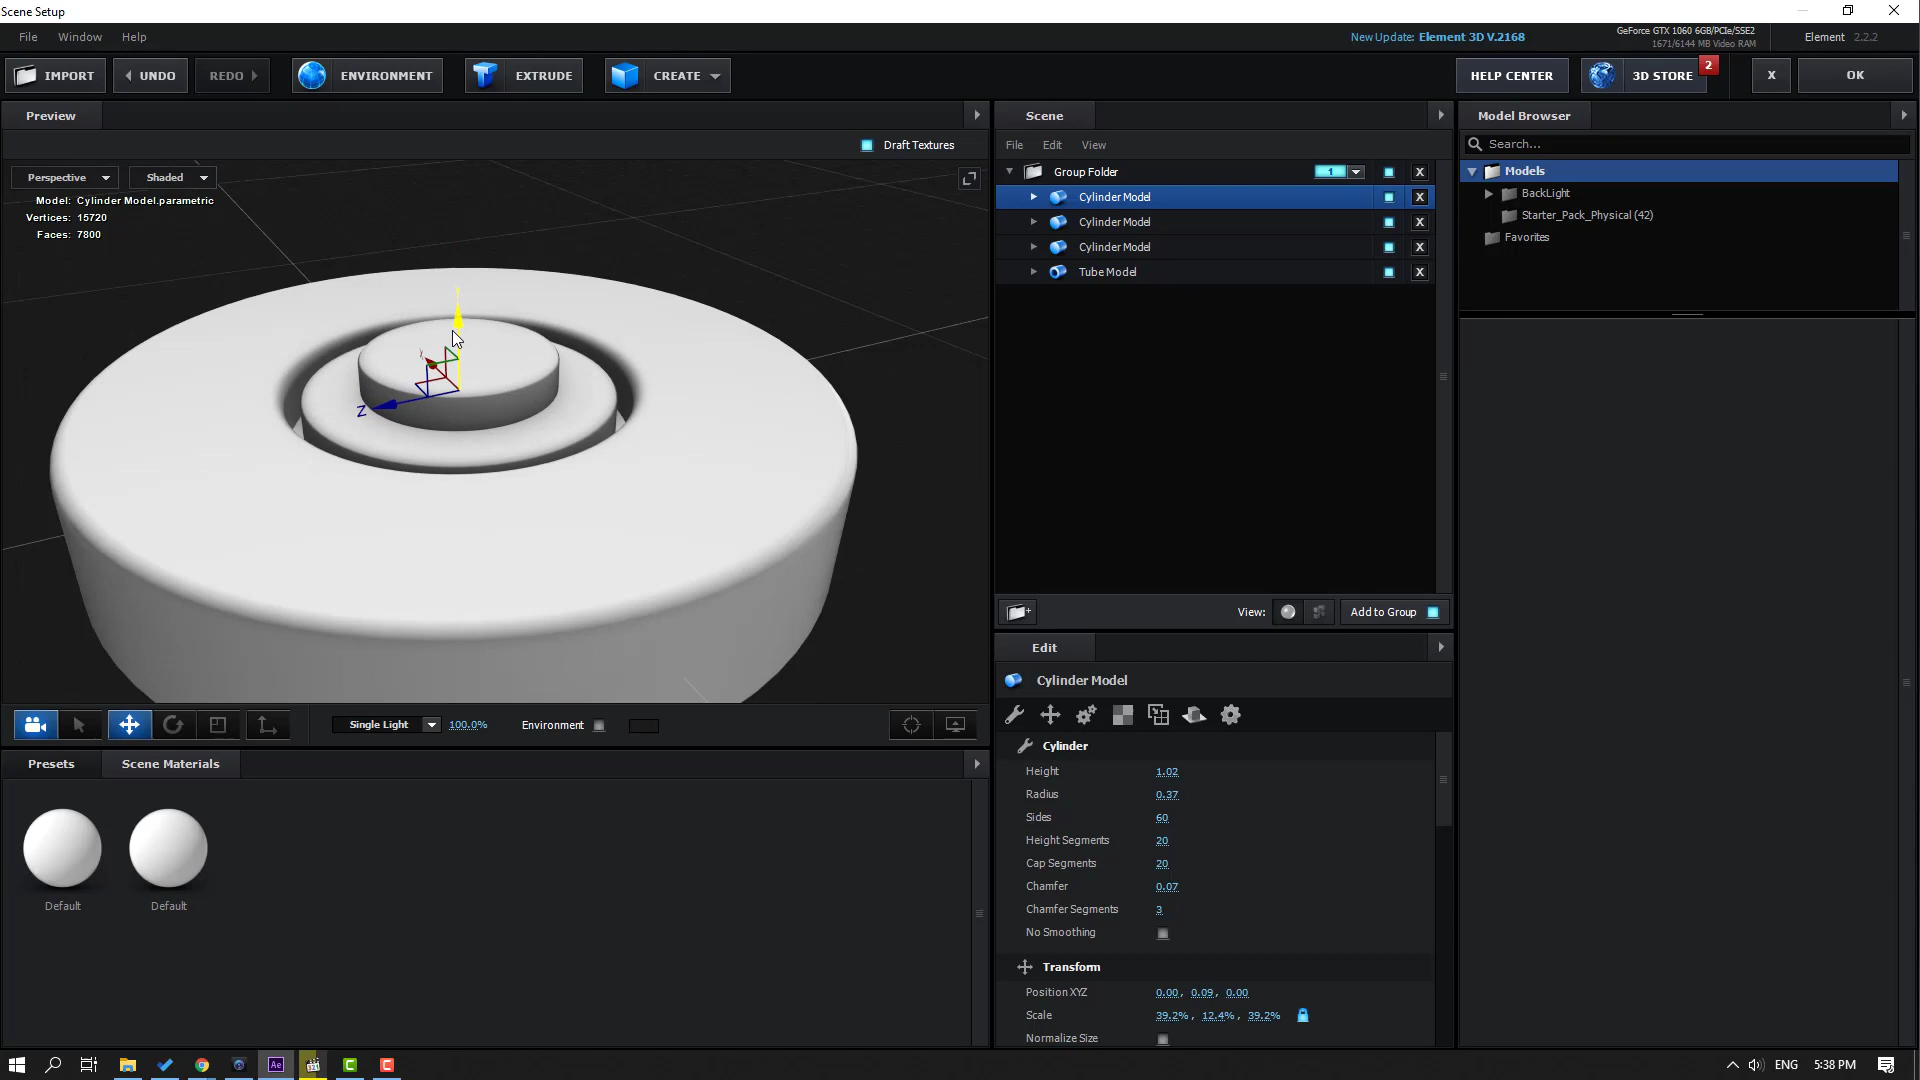 Scene Setup
File Window Help
New Update: Element 3D V.2168
GeForce GTX 1060 6GB/PCIe/SSE2
1671/6144 MB Video RAM
Element 2.2.2
IMPORT UNDO REDO ENVIRONMENT EXTRUDE CREATE HELP CENTER 3D STORE 2 X OK
Preview
Draft Textures
Perspective Shaded
Model: Cylinder Model.parametric
Vertices: 15720
Faces: 7800
Z
Single Light 100.0% Environment
Presets Scene Materials
Default Default
Scene
File Edit View
Group Folder 1 X
Cylinder Model X
Cylinder Model X
Cylinder Model X
Tube Model X
View: Add to Group
Edit
Cylinder Model
Cylinder
Height 1.02
Radius 0.37
Sides 60
Height Segments 20
Cap Segments 20
Chamfer 0.07
Chamfer Segments 3
No Smoothing
Transform
Position XYZ 0.00, 0.09, 0.00
Scale 39.2%, 12.4%, 39.2%
Normalize Size
Model Browser
Search...
Models
BackLight
Starter_Pack_Physical (42)
Favorites
Ae C C ENG 5:38 PM